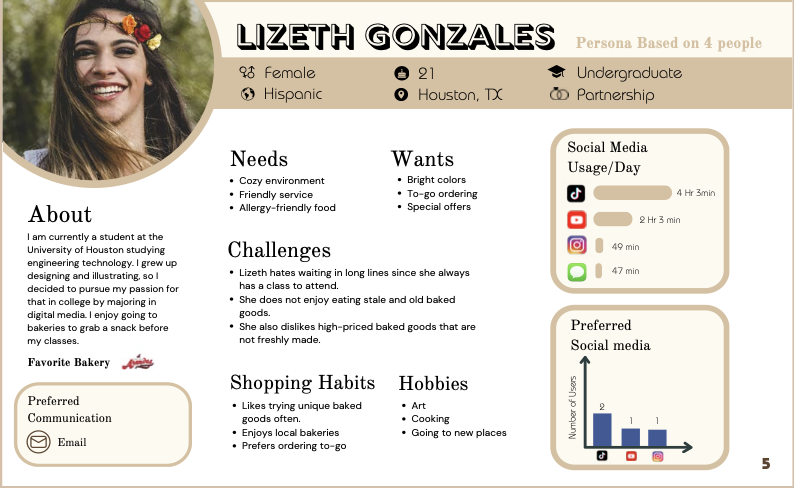 LIZETH GONZALES
Persona Based on 4 people
Female
21
Undergraduate
Hispanic
Houston, TX
Partnership
About
I am currently a student at the
University of Houston studying
engineering technology. I grew up
designing and illustrating, so I
decided to pursue my passion for
that in college by majoring in
digital media. I enjoy going to
bakeries to grab a snack before
my classes.
Favorite Bakery
Preferred
Communication
Email
Needs
• Cozy environment
• Friendly service
• Allergy-friendly food
Wants
• Bright colors
• To-go ordering
• Special offers
Challenges
• Lizeth hates waiting in long lines since she always
has a class to attend.
• She does not enjoy eating stale and old baked
goods.
• She also dislikes high-priced baked goods that are
not freshly made.
Shopping Habits
• Likes trying unique baked
goods often.
• Enjoys local bakeries
• Prefers ordering to-go
Hobbies
• Art
• Cooking
• Going to new places
Social Media
Usage/Day
4 Hr 3min
2 Hr 3 min
49 min
47 min
Preferred
Social media
Number of Users
2
1
1
5